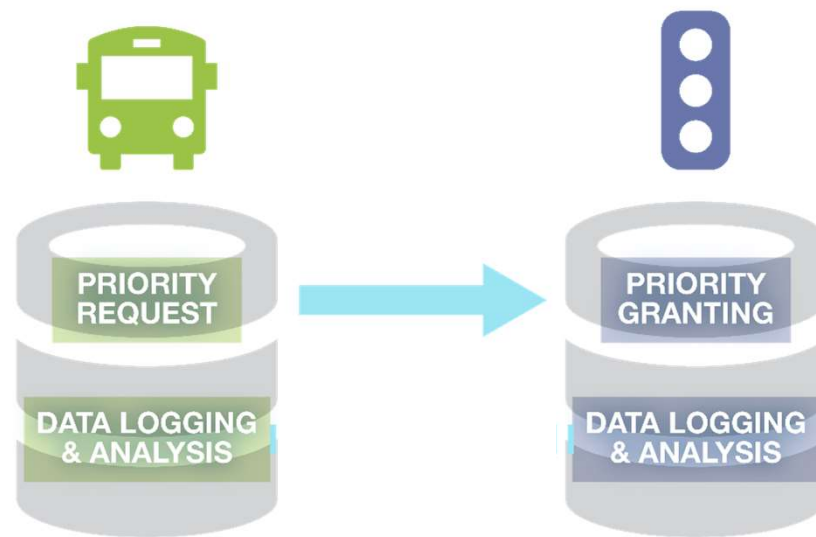 PRIORITY
REQUEST
PRIORITY
GRANTING
DATA LOGGING
& ANALYSIS
DATA LOGGING
& ANALYSIS